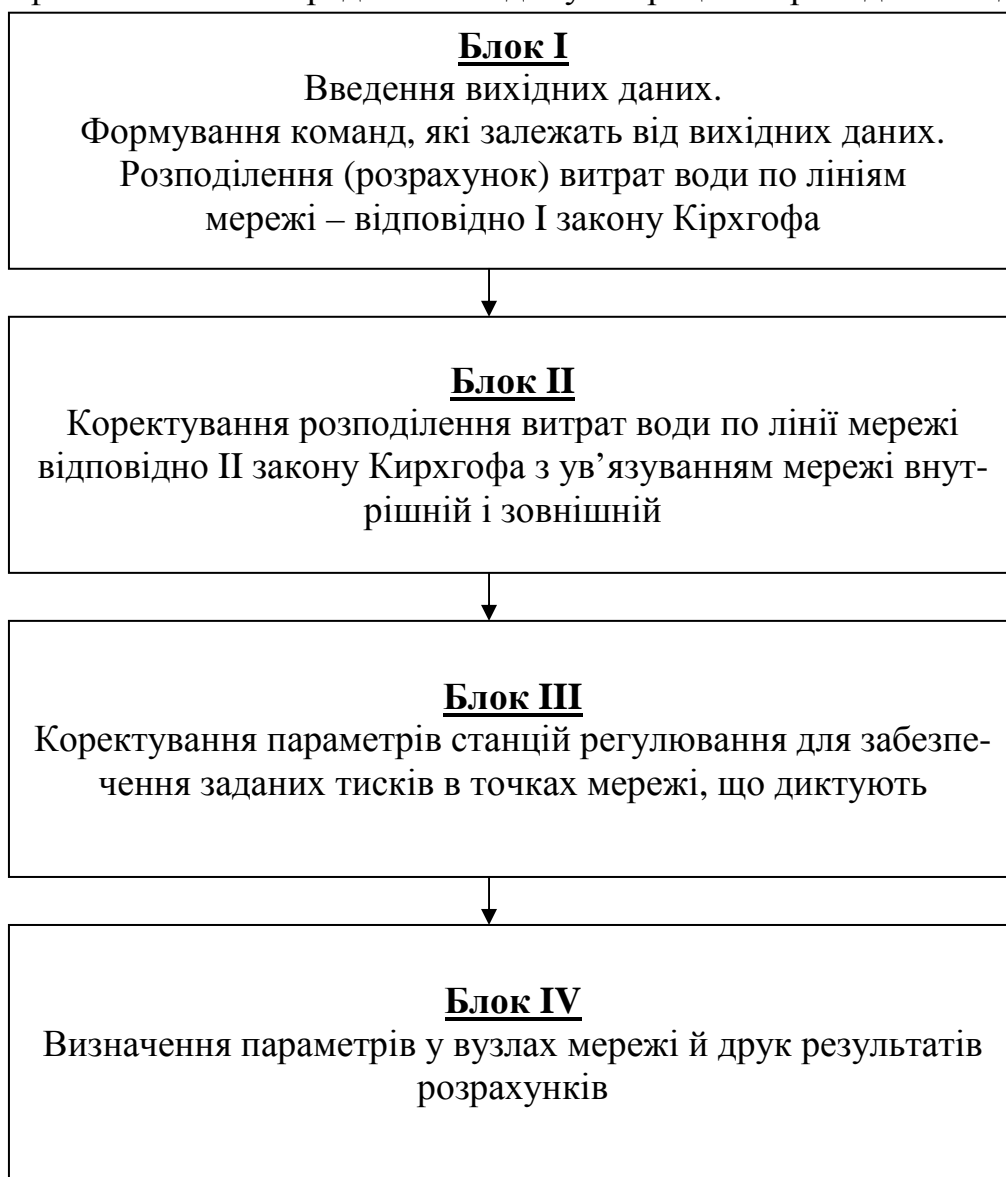 Блок I
Введення вихідних даних.
Формування команд, які залежать від вихідних даних.
Розподілення (розрахунок) витрат води по лініям
мережі – відповідно І закону Кірхгофа
Блок II
Коректування розподілення витрат води по лінії мережі
відповідно ІІ закону Кирхгофа з ув’язуванням мережі внут-
рішній і зовнішній
Блок III
Коректування параметрів станцій регулювання для забезпе-
чення заданих тисків в точках мережі, що диктують
Блок IV
Визначення параметрів у вузлах мережі й друк результатів
розрахунків